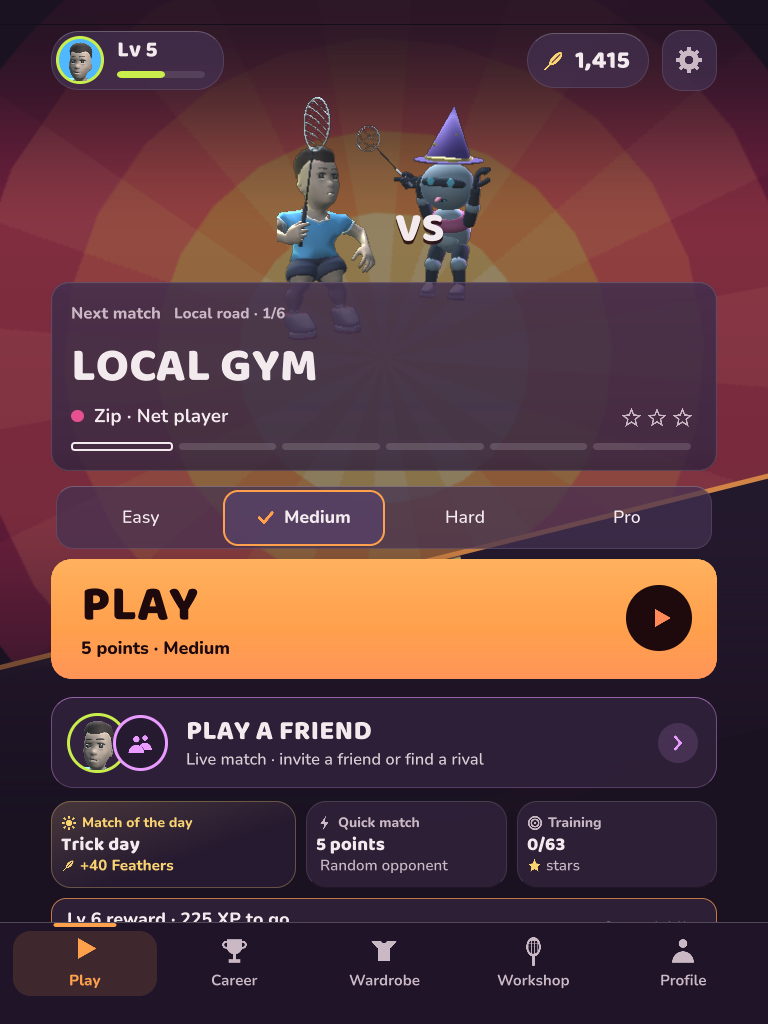 Lv 5
1,415
VS
Next match Local road · 1/6
LOCAL GYM
Zip · Net player
Easy
Medium
Hard
Pro
PLAY
5 points · Medium
PLAY A FRIEND
Live match · invite a friend or find a rival
Match of the day
Trick day
+40 Feathers
Quick match
5 points
Random opponent
Training
0/63
stars
Lv 6 reward · 225 XP to go
Play
Career
Wardrobe
Workshop
Profile